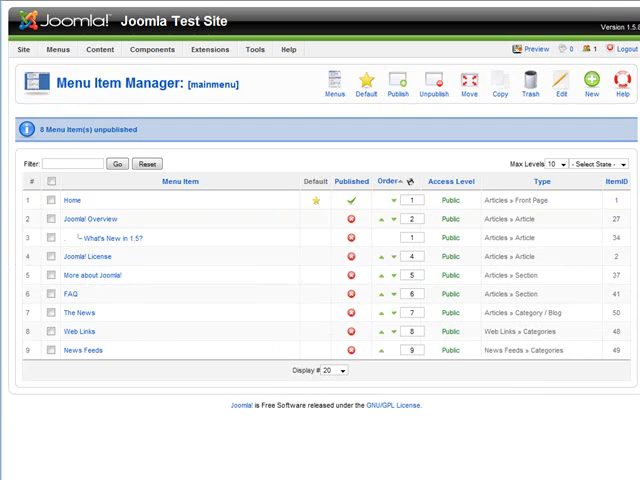 Joomla! Joomla Test Site
Version 1.5.8
Site Menus Content Components Extensions Tools Help Preview 0 1 Logout
Menu Item Manager: [mainmenu]
Menus Default Publish Unpublish Move Copy Trash Edit New Help
8 Menu Item(s) unpublished
Filter: Go Reset Max Levels 10 - Select State -
# Menu Item Default Published Order Access Level Type ItemID
1 Home 1 Public Articles » Front Page 1
2 Joomla! Overview 2 Public Articles » Article 27
3 . What's New in 1.5? 1 Public Articles » Article 34
4 Joomla! License 4 Public Articles » Article 2
5 More about Joomla! 5 Public Articles » Section 37
6 FAQ 6 Public Articles » Section 41
7 The News 7 Public Articles » Category / Blog 50
8 Web Links 8 Public Web Links » Categories 48
9 News Feeds 9 Public News Feeds » Categories 49
Display # 20
Joomla! is Free Software released under the GNU/GPL License.